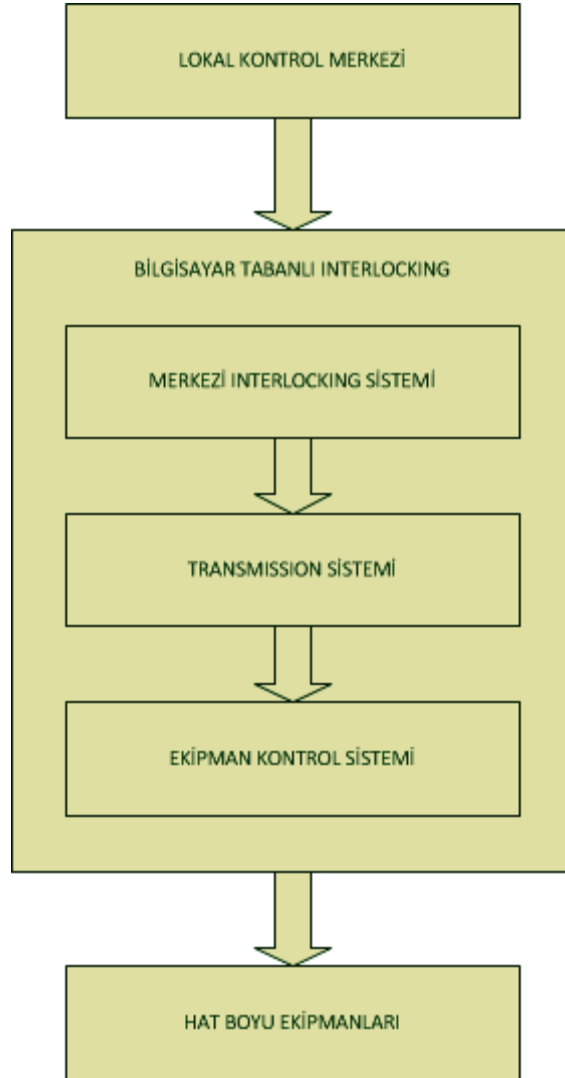 LOKAL KONTROL MERKEZİ
BİLGİSAYAR TABANLI INTERLOCKING
MERKEZİ INTERLOCKING SİSTEMİ
TRANSMISSION SİSTEMİ
EKİPMAN KONTROL SİSTEMİ
HAT BOYU EKİPMANLARI